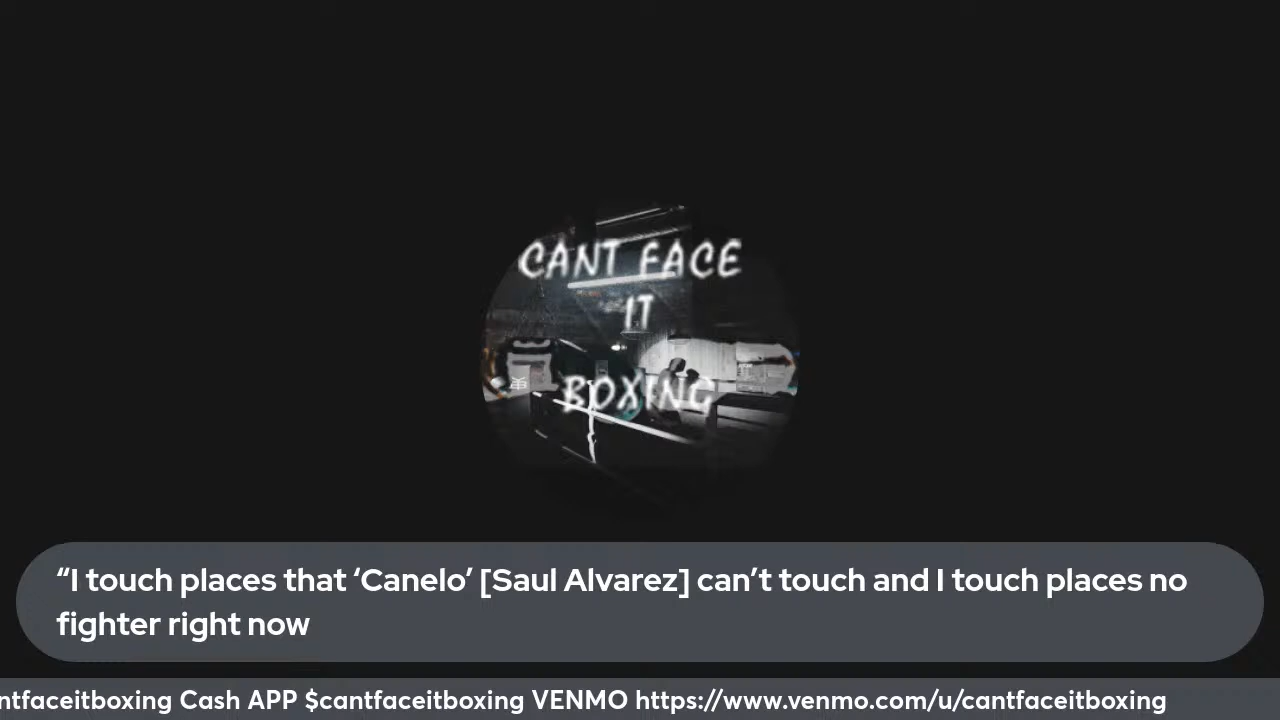 CANT FACE
IT
BOXING
“I touch places that ‘Canelo’ [Saul Alvarez] can’t touch and I touch places no
fighter right now
ntfaceitboxing Cash APP $cantfaceitboxing VENMO https://www.venmo.com/u/cantfaceitboxing